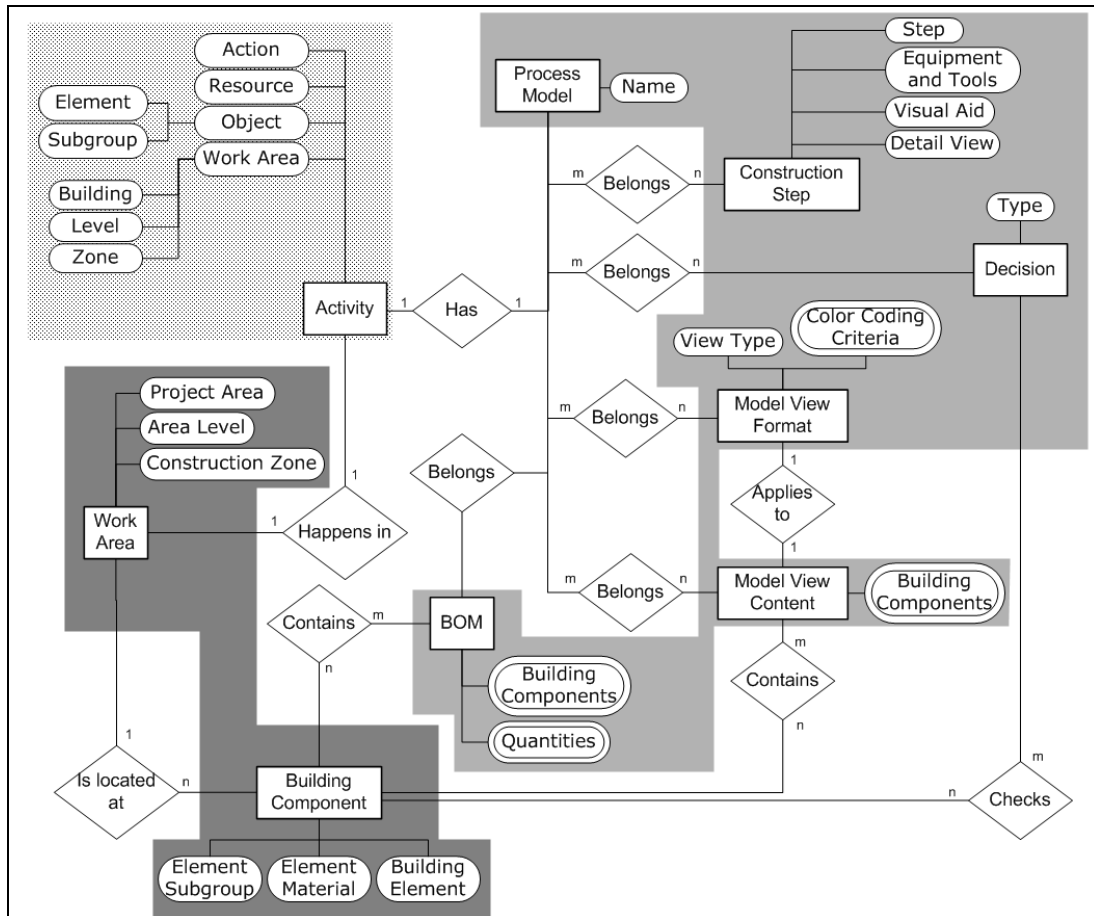 Action
Resource
Object
Work Area
Element
Subgroup
Building
Level
Zone
Activity
1
Has
1
Process
Model
Name
Step
Equipment
and Tools
Visual Aid
Detail View
m
Belongs
n
Construction
Step
Type
m
Belongs
n
Decision
View Type
Color Coding
Criteria
m
Belongs
n
Model View
Format
Project Area
Area Level
Construction Zone
Work
Area
1
1
Happens in
Belongs
1
Applies
to
1
m
Belongs
n
Model View
Content
Building
Components
Contains
m
n
BOM
Building
Components
Quantities
m
Contains
n
1
Is located
at
n
Building
Component
m
n
Checks
Element
Subgroup
Element
Material
Building
Element